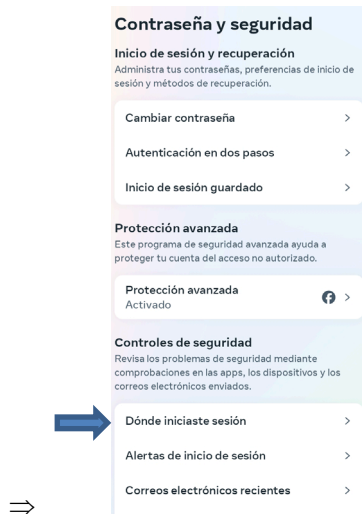 Contraseña y seguridad
Inicio de sesión y recuperación
Administra tus contraseñas, preferencias de inicio de
sesión y métodos de recuperación.
Cambiar contraseña
Autenticación en dos pasos
Inicio de sesión guardado
Protección avanzada
Este programa de seguridad avanzada ayuda a
proteger tu cuenta del acceso no autorizado.
Protección avanzada
Activado
Controles de seguridad
Revisa los problemas de seguridad mediante
comprobaciones en las apps, los dispositivos y los
correos electrónicos enviados.
Dónde iniciaste sesión
Alertas de inicio de sesión
Correos electrónicos recientes